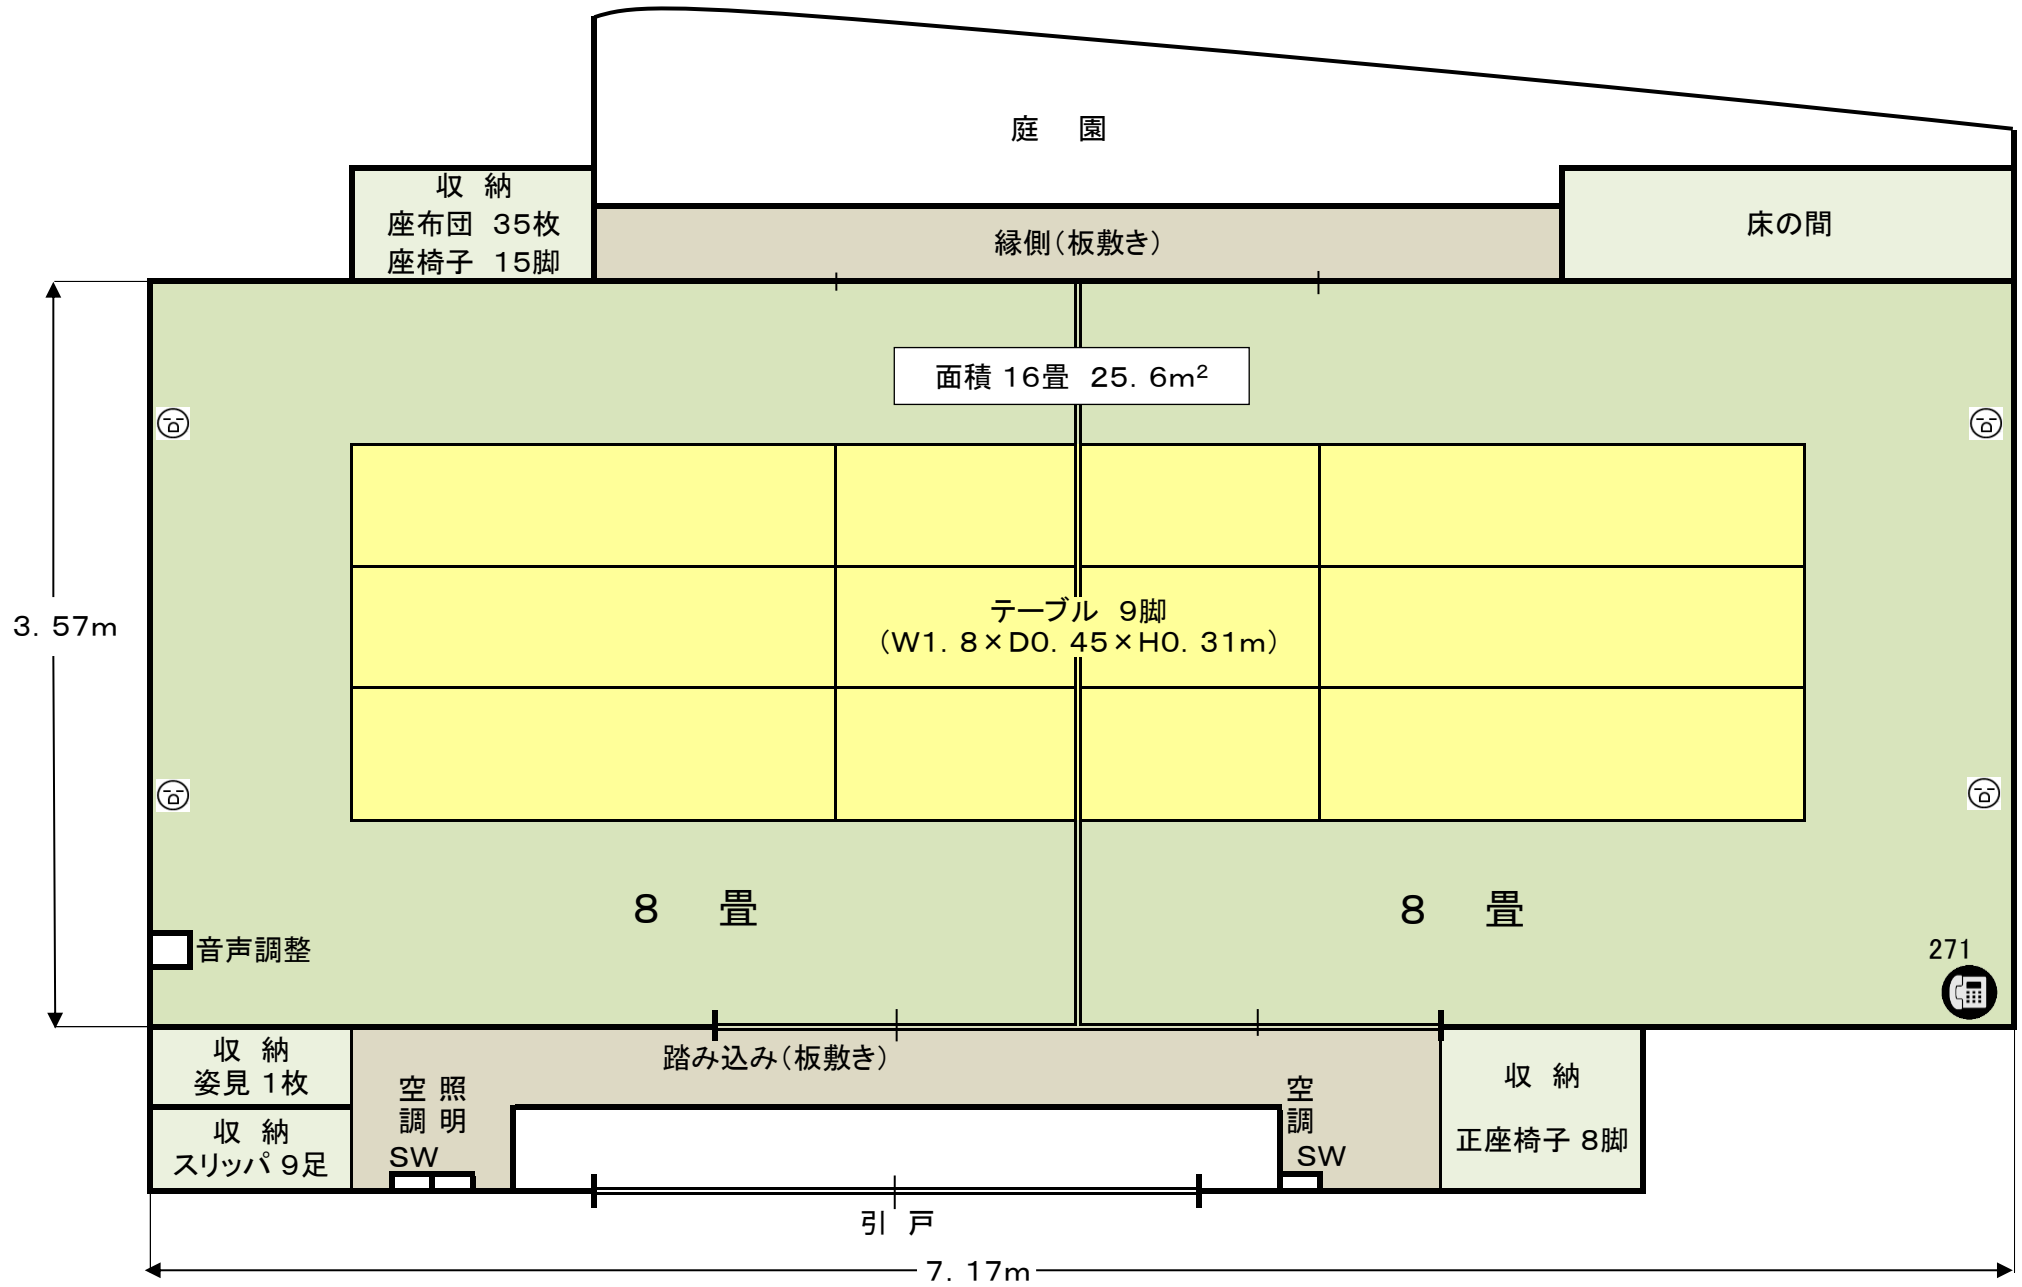 庭　園
収　納
座布団　３５枚
座椅子　１５脚
縁側（板敷き）
床の間
面積 １６畳　２５．６ｍ²
３．５７ｍ
テーブル　９脚
（Ｗ１．８×Ｄ０．４５×Ｈ０．３１ｍ）
８　畳
８　畳
音声調整
271
収　納
姿見 １枚
踏み込み（板敷き）
空調
照明
SW
空調
SW
収　納
正座椅子 ８脚
収　納
スリッパ ９足
引　戸
７．１７ｍ